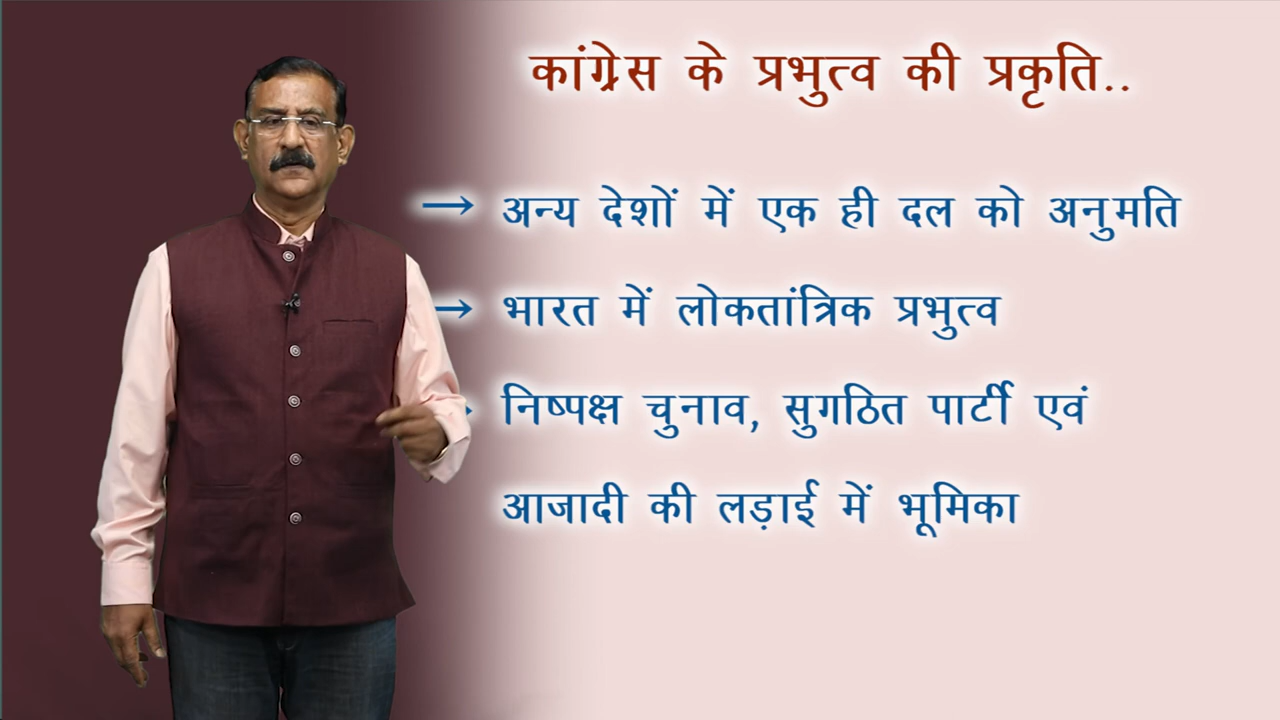 कांग्रेस के प्रभुत्व की प्रकृति..
→ अन्य देशों में एक ही दल को अनुमति
→ भारत में लोकतांत्रिक प्रभुत्व
→ निष्पक्ष चुनाव, सुगठित पार्टी एवं
आजादी की लड़ाई में भूमिका